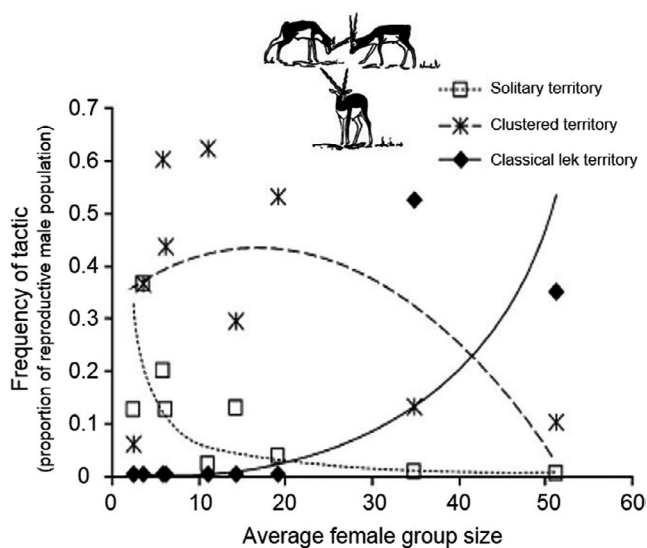 Solitary territory
Clustered territory
Classical lek territory
Frequency of tactic
(proportion of reproductive male population)
0.7
0.6
0.5
0.4
0.3
0.2
0.1
0
0
10
20
30
40
50
60
Average female group size